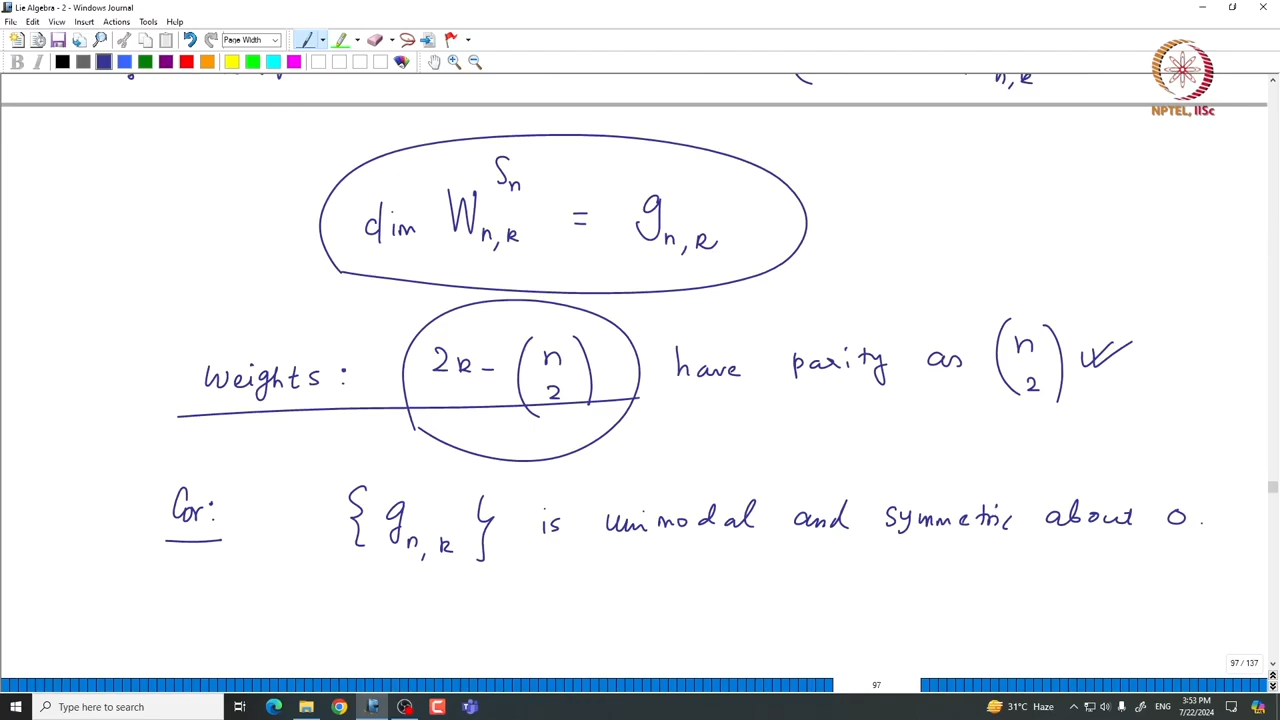 Lie Algebra - 2 - Windows Journal
File Edit View Insert Actions Tools Help
Page Width
B I
n,k
NPTEL, IISc
dim W_{n,k}^{S_n} = g_{n,k}
Weights: 2k - (n 2) have parity as (n 2) ✓
Cor: {g_{n,k}} is unimodal and symmetric about 0.
97 / 137
97
Type here to search
31°C Haze
ENG
3:53 PM
7/22/2024